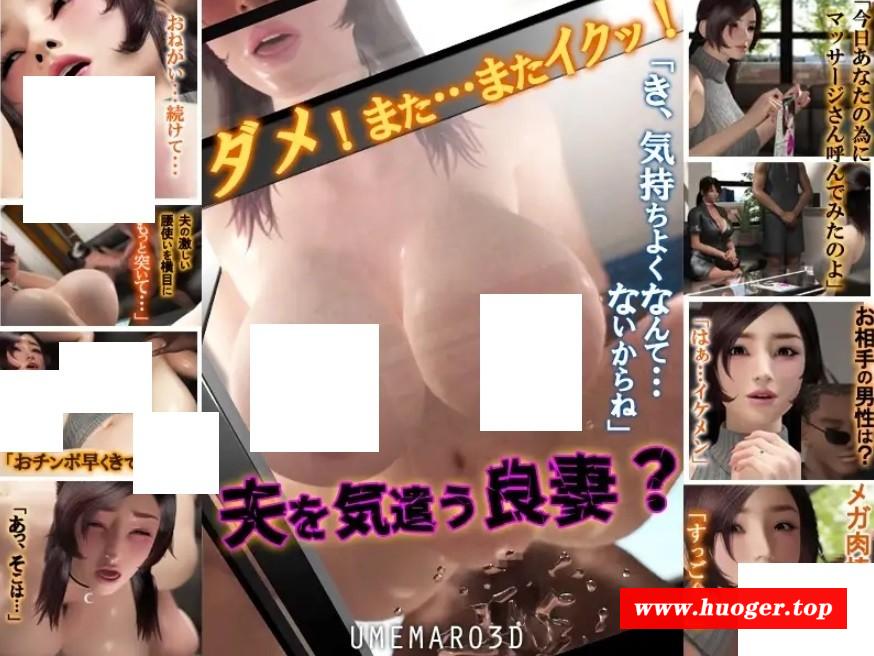 おねがい…続けて…
ダメ！また…またイクッ！
「き、気持ちよくなんて…
ないからね」
「今日あなたの為に
マッサージさん呼んでみたのよ」
夫の激しい
腰使いを横目に
もっと突いて…」
お相手の男性は？
「はぁ…イケメン」
「おチンポ早くきて
夫を気遣う良妻？
「あっ、そこは…」
メガ肉
「すっご
www.huoger.top
UMEMARO3D